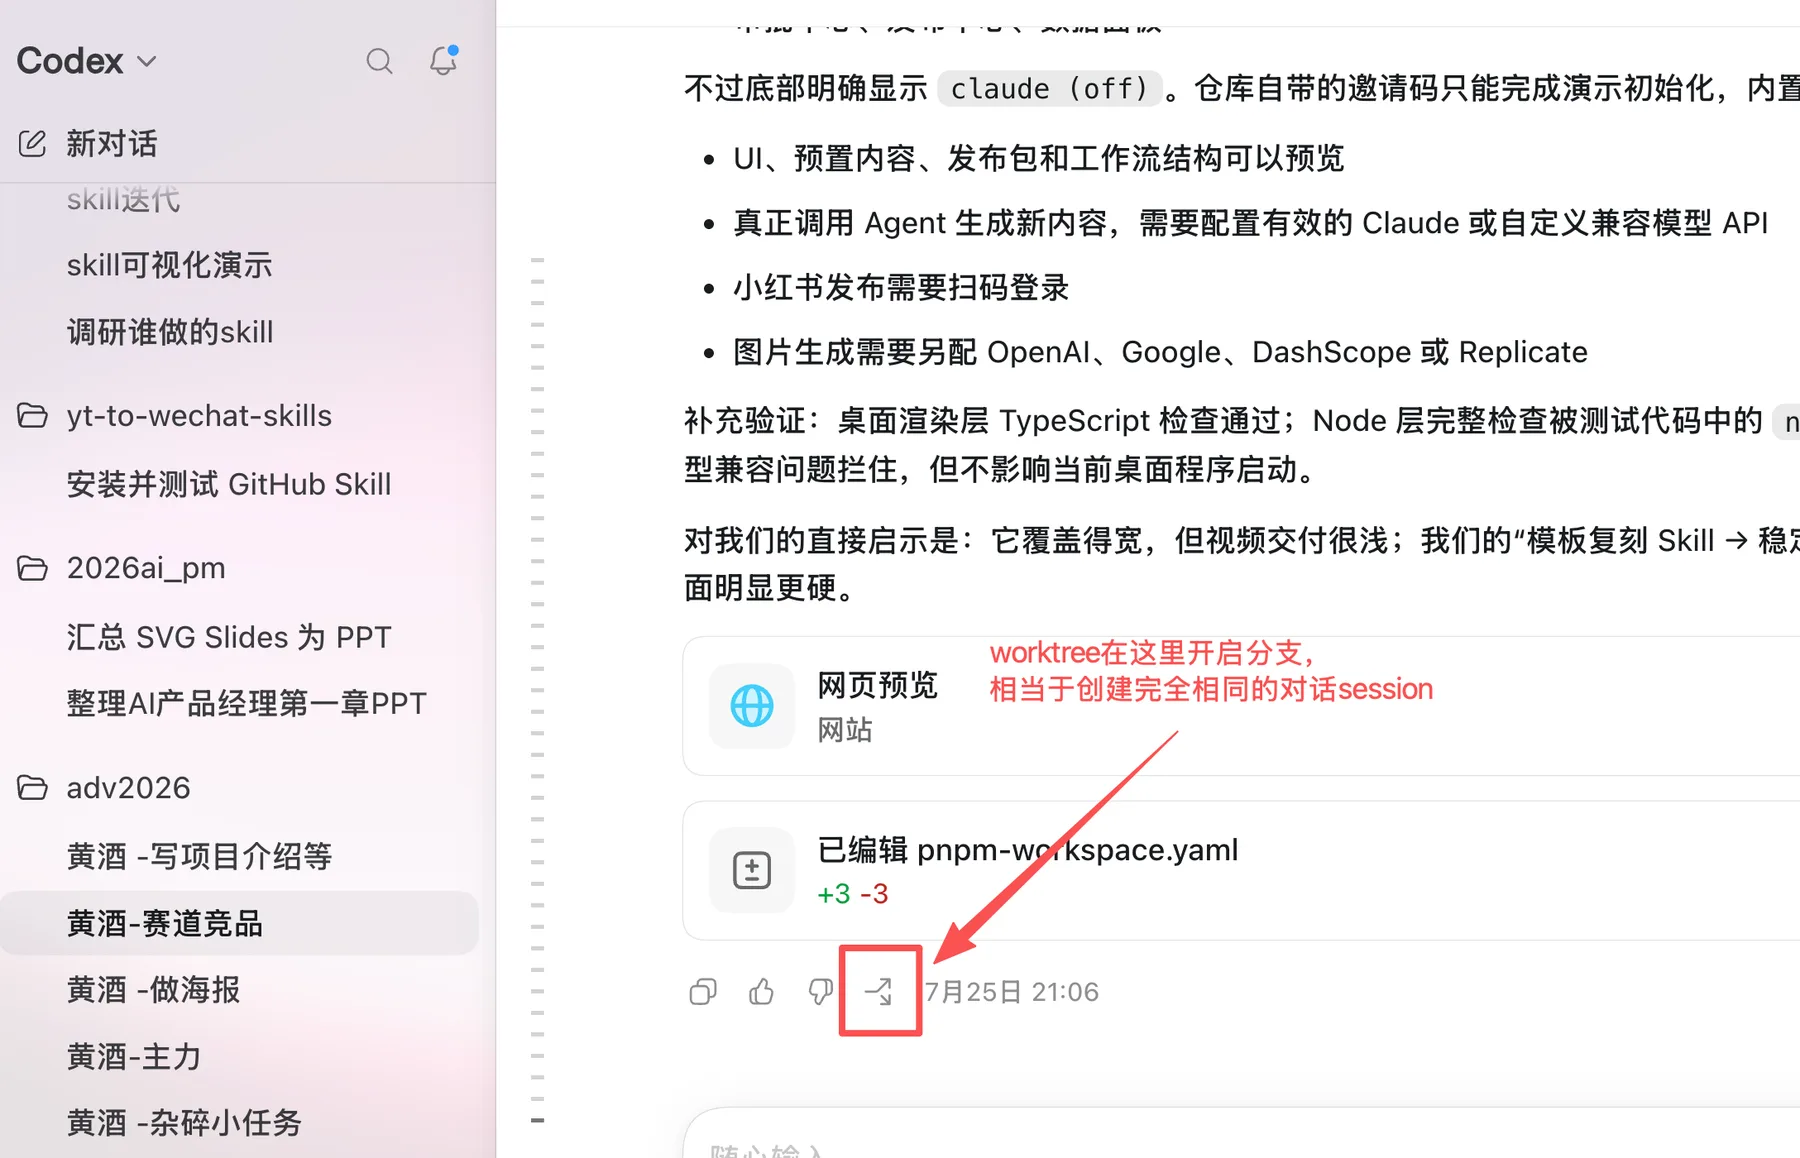 Codex
新对话
skill迭代
skill可视化演示
调研谁做的skill
yt-to-wechat-skills
安装并测试 GitHub Skill
2026ai_pm
汇总 SVG Slides 为 PPT
整理AI产品经理第一章PPT
adv2026
黄酒 -写项目介绍等
黄酒-赛道竞品
黄酒 -做海报
黄酒-主力
黄酒 -杂碎小任务
不过底部明确显示 claude (off) 。仓库自带的邀请码只能完成演示初始化，内置
• UI、预置内容、发布包和工作流结构可以预览
• 真正调用 Agent 生成新内容，需要配置有效的 Claude 或自定义兼容模型 API
• 小红书发布需要扫码登录
• 图片生成需要另配 OpenAI、Google、DashScope 或 Replicate
补充验证：桌面渲染层 TypeScript 检查通过；Node 层完整检查被测试代码中的 n
型兼容问题拦住，但不影响当前桌面程序启动。
对我们的直接启示是：它覆盖得宽，但视频交付很浅；我们的“模板复刻 Skill → 稳定
面明显更硬。
worktree在这里开启分支，
相当于创建完全相同的对话session
网页预览
网站
已编辑 pnpm-workspace.yaml
+3 -3
7月25日 21:06
随心输入